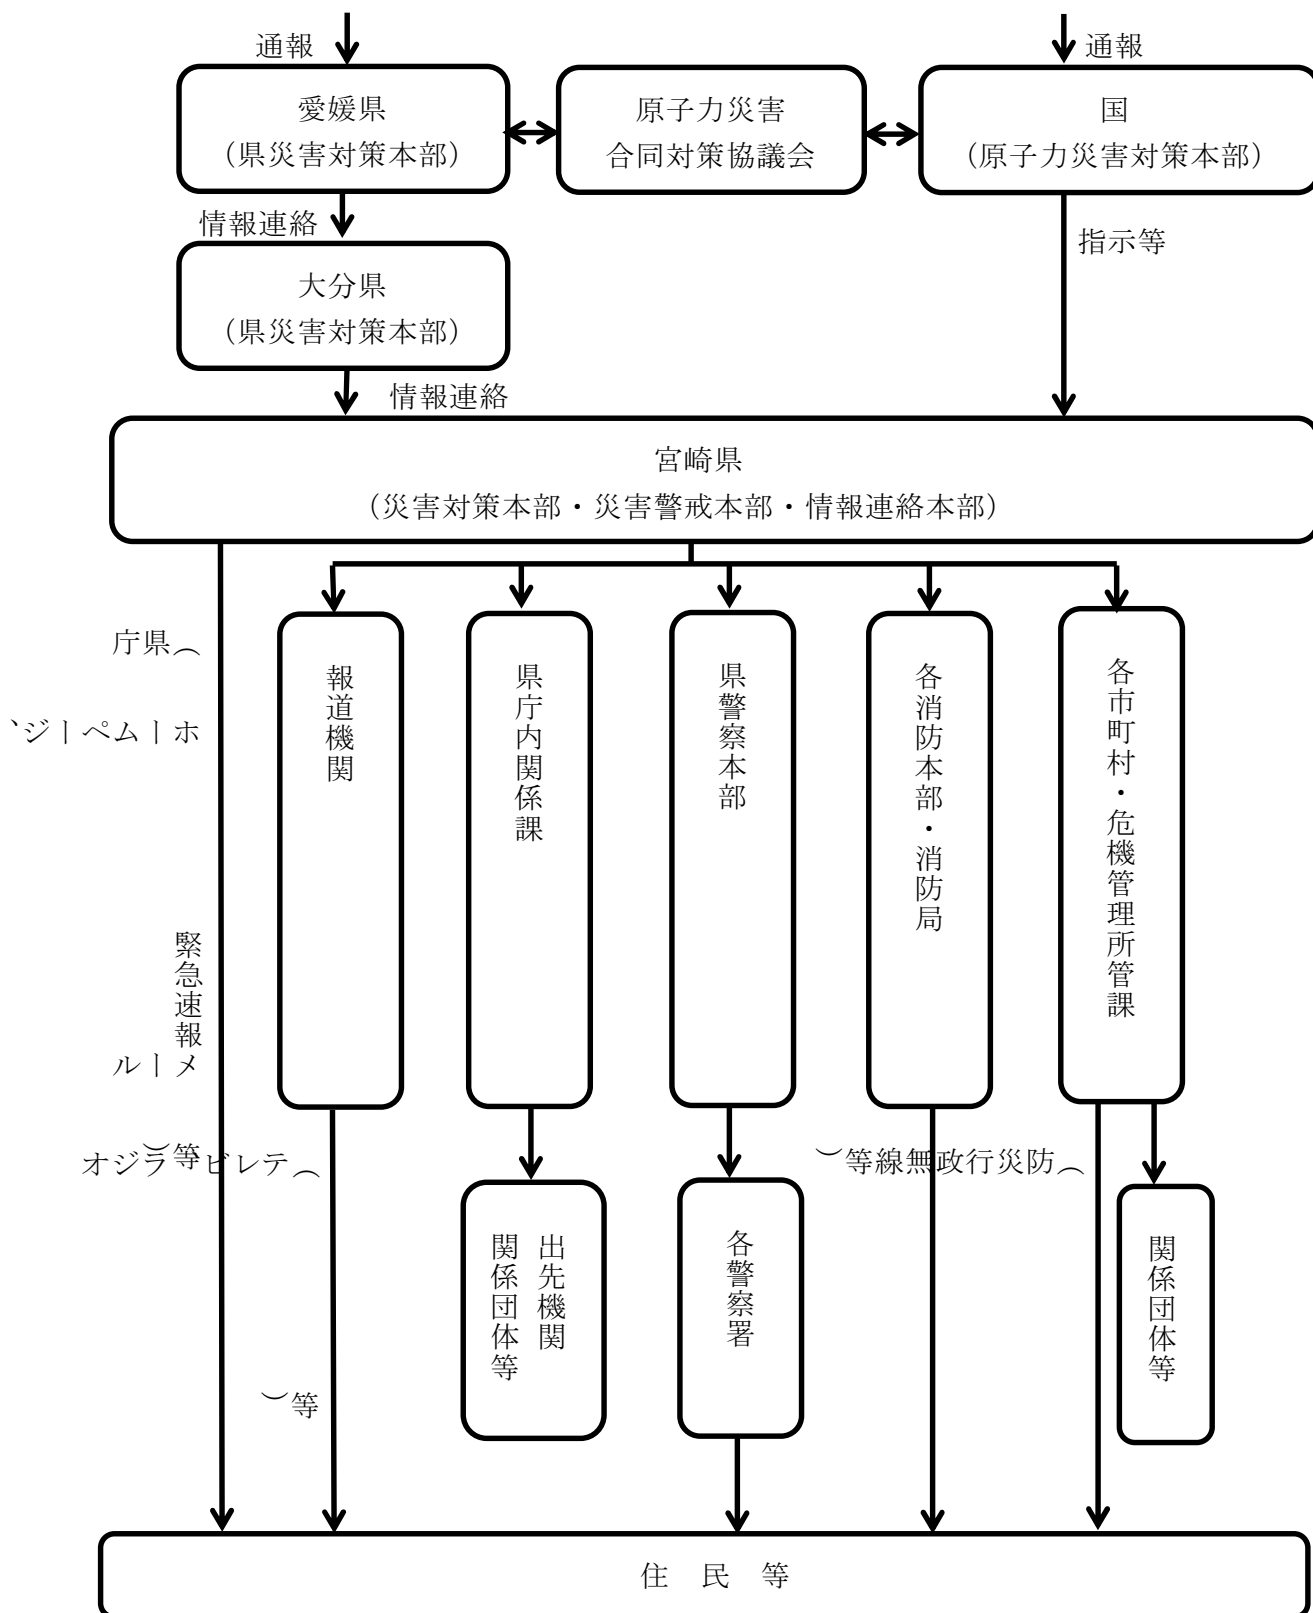 通報
通報
愛媛県
(県災害対策本部)
原子力災害
合同対策協議会
国
(原子力災害対策本部)
情報連絡
指示等
大分県
(県災害対策本部)
情報連絡
宮崎県
(災害対策本部・災害警戒本部・情報連絡本部)
(県庁
ホームページ、
緊急速報
メール
等)
報道機関
県庁内関係課
県警察本部
各消防本部・消防局
各市町村・危機管理所管課
(テレビ、ラジオ
等)
(防災行政無線等)
出先機関
関係団体等
各警察署
関係団体等
住 民 等